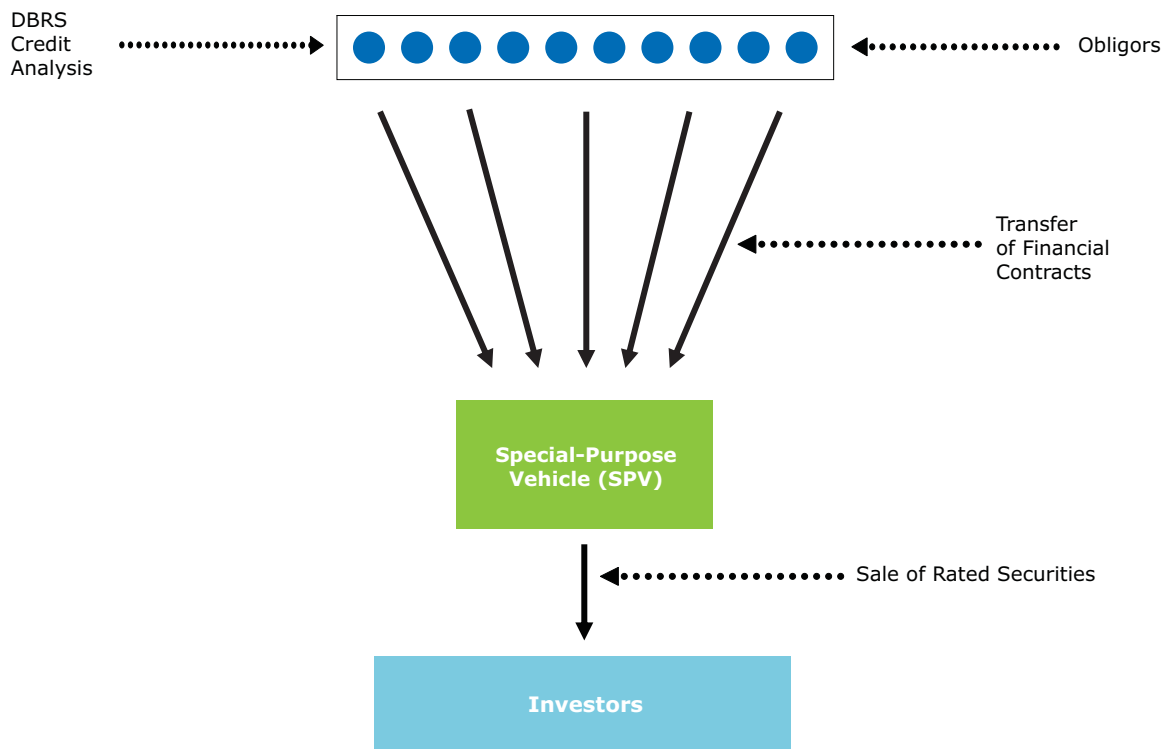 DBRS
Credit
Analysis
Obligors
Transfer
of Financial
Contracts
Special-Purpose
Vehicle (SPV)
Sale of Rated Securities
Investors